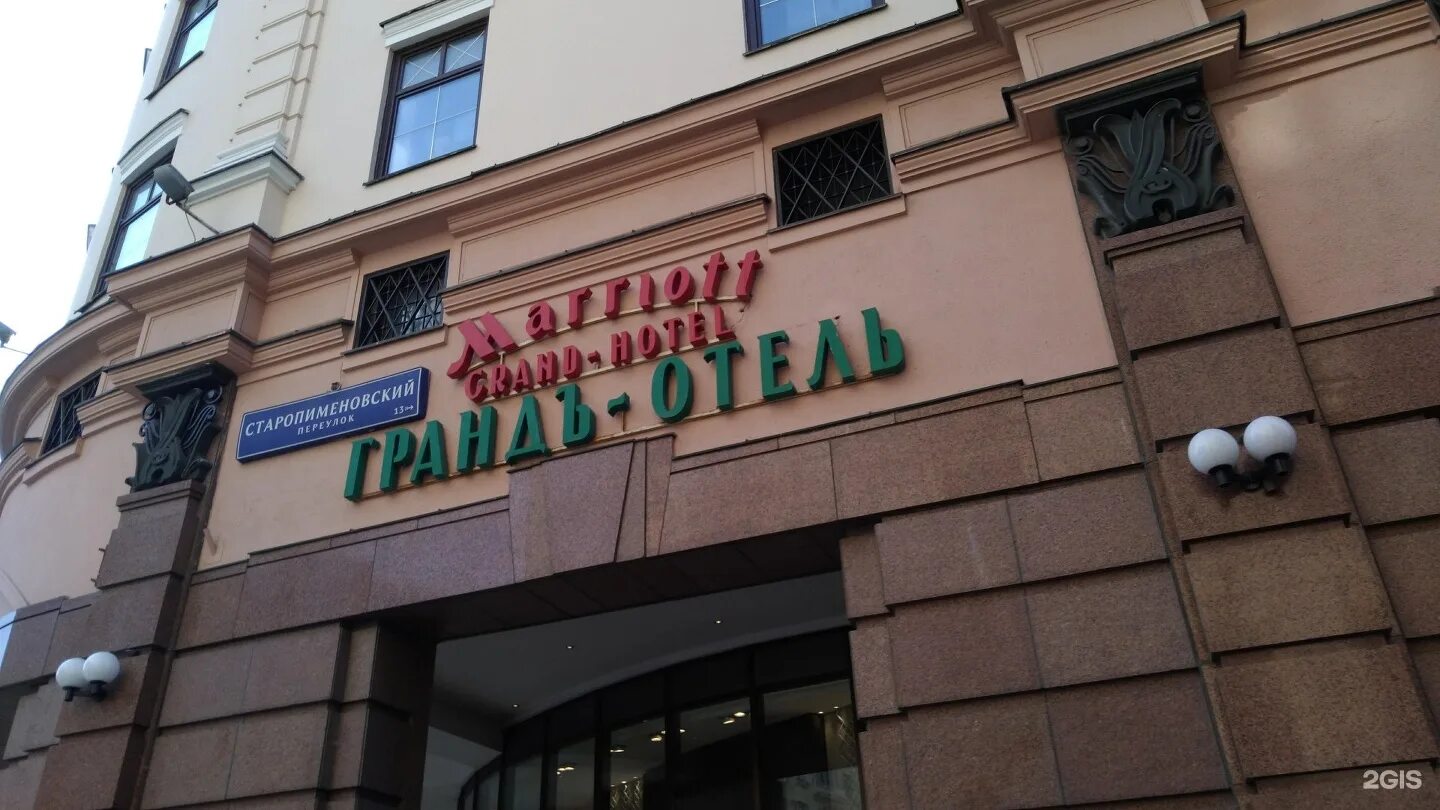 Marriott
GRAND-HOTEL
ГРАНДЪ-ОТЕЛЬ
СТАРОПИМЕНОВСКИЙ
ПЕРЕУЛОК 13↦
2GIS